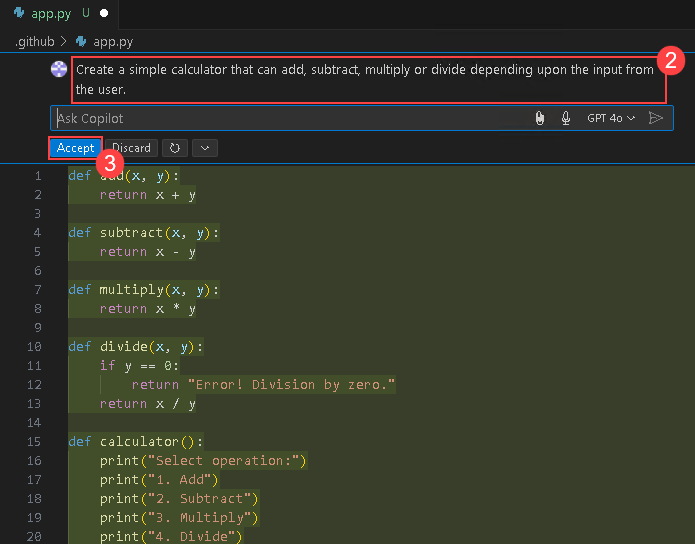 app.py U
.github > app.py
2
Create a simple calculator that can add, subtract, multiply or divide depending upon the input from
the user.
Ask Copilot GPT 4o
Accept Discard
3
1 def add(x, y):
2 return x + y
3
4 def subtract(x, y):
5 return x - y
6
7 def multiply(x, y):
8 return x * y
9
10 def divide(x, y):
11 if y == 0:
12 return "Error! Division by zero."
13 return x / y
14
15 def calculator():
16 print("Select operation:")
17 print("1. Add")
18 print("2. Subtract")
19 print("3. Multiply")
20 print("4. Divide")